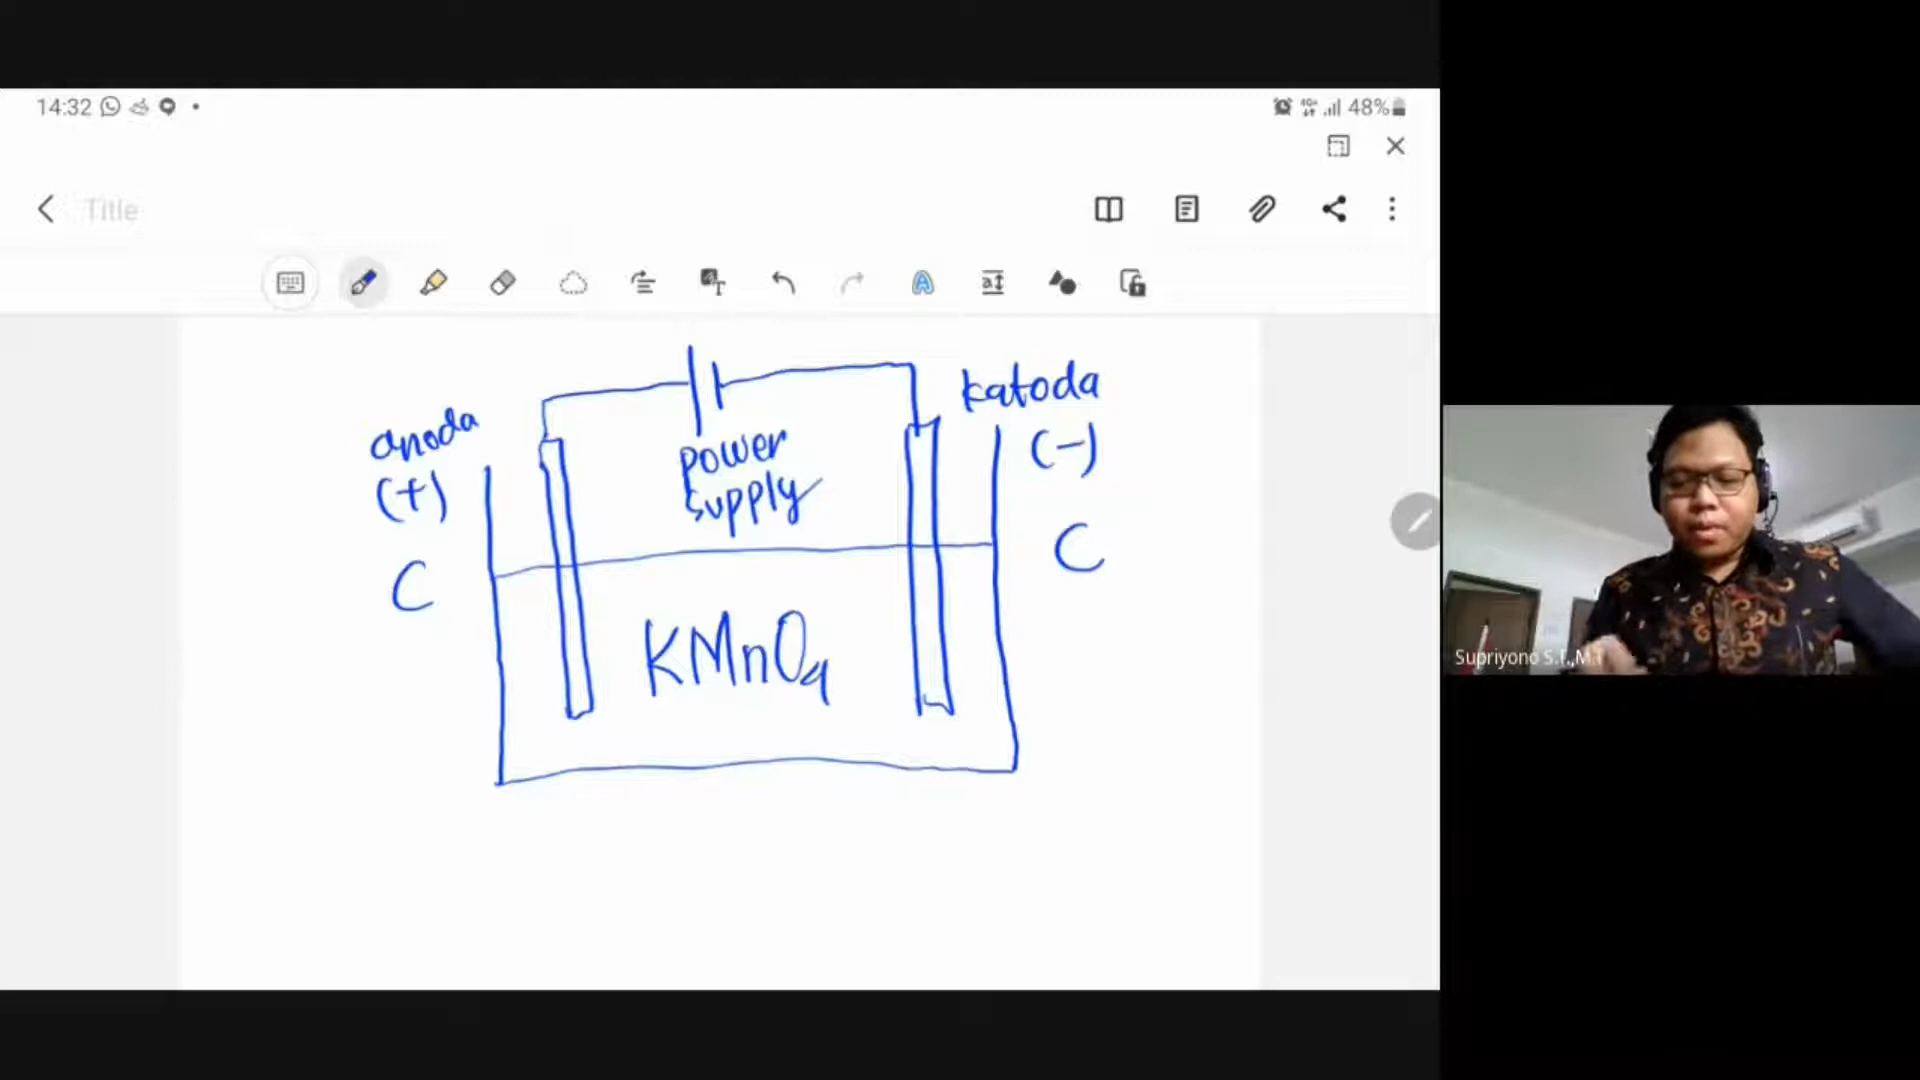 14:32
48%
Title
anoda
(+)
C
power
supply
katoda
(-)
C
KMnO4
Supriyono S.T.,M.T